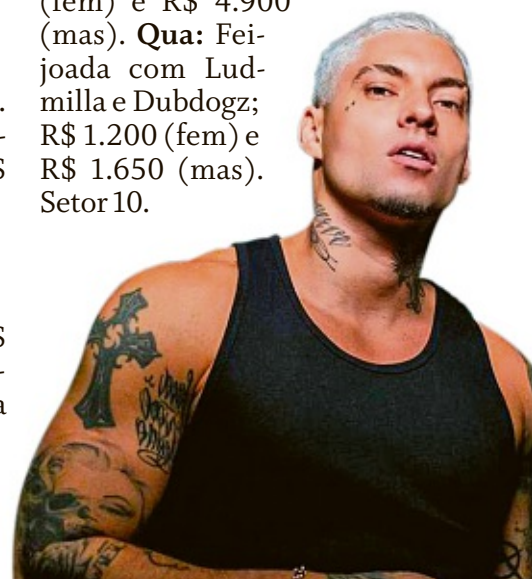 (fem) e R$ 4.900
(mas). Qua: Fei-
joada com Lud-
milla e Dubdogz;
R$ 1.200 (fem) e
R$ 1.650 (mas).
Setor 10.